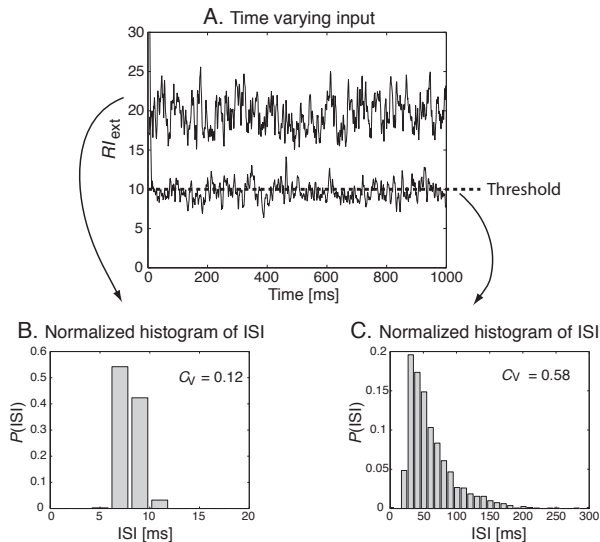 A. Time varying input
30
25
20
15
10
5
0
RI_ext
Threshold
0 200 400 600 800 1000
Time [ms]
B. Normalized histogram of ISI
0.6
0.5
0.4
0.3
0.2
0.1
0
P(ISI)
C_V = 0.12
0 5 10 15 20
ISI [ms]
C. Normalized histogram of ISI
0.2
0.15
0.1
0.05
0
P(ISI)
C_V = 0.58
0 50 100 150 200 250 300
ISI [ms]